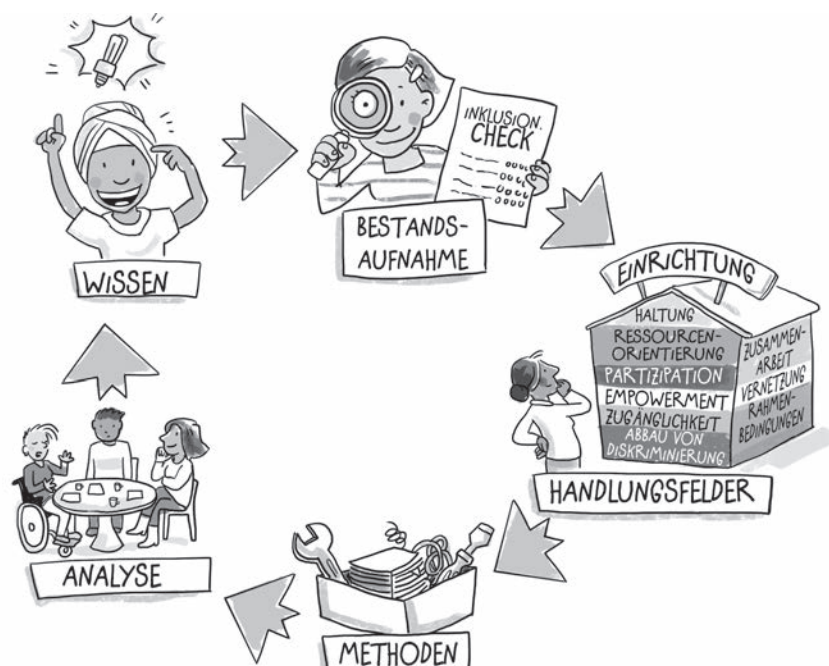 WISSEN
INKLUSION.
CHECK
BESTANDS-
AUFNAHME
EINRICHTUNG
HALTUNG
RESSOURCEN-
ORIENTIERUNG
PARTIZIPATION
EMPOWERMENT
ZUGÄNGLICHKEIT
ABBAU VON
DISKRIMINIERUNG
ZUSAMMEN-
ARBEIT
VERNETZUNG
RAHMEN-
BEDINGUNGEN
HANDLUNGSFELDER
METHODEN
ANALYSE